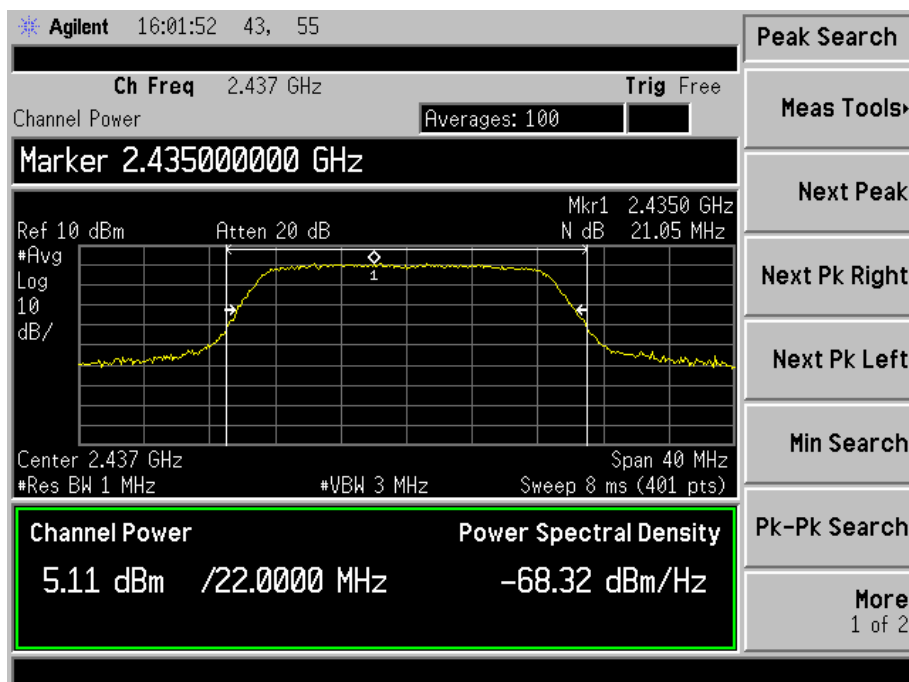 Agilent 16:01:52 43, 55
Peak Search
Ch Freq 2.437 GHz Trig Free
Channel Power Averages: 100
Meas Tools
Marker 2.435000000 GHz
Next Peak
Mkr1 2.4350 GHz
Ref 10 dBm Atten 20 dB N dB 21.05 MHz
#Avg
Log
10
dB/
1
Next Pk Right
Next Pk Left
Min Search
Center 2.437 GHz Span 40 MHz
#Res BW 1 MHz #VBW 3 MHz Sweep 8 ms (401 pts)
Channel Power Power Spectral Density
Pk-Pk Search
5.11 dBm /22.0000 MHz -68.32 dBm/Hz
More
1 of 2